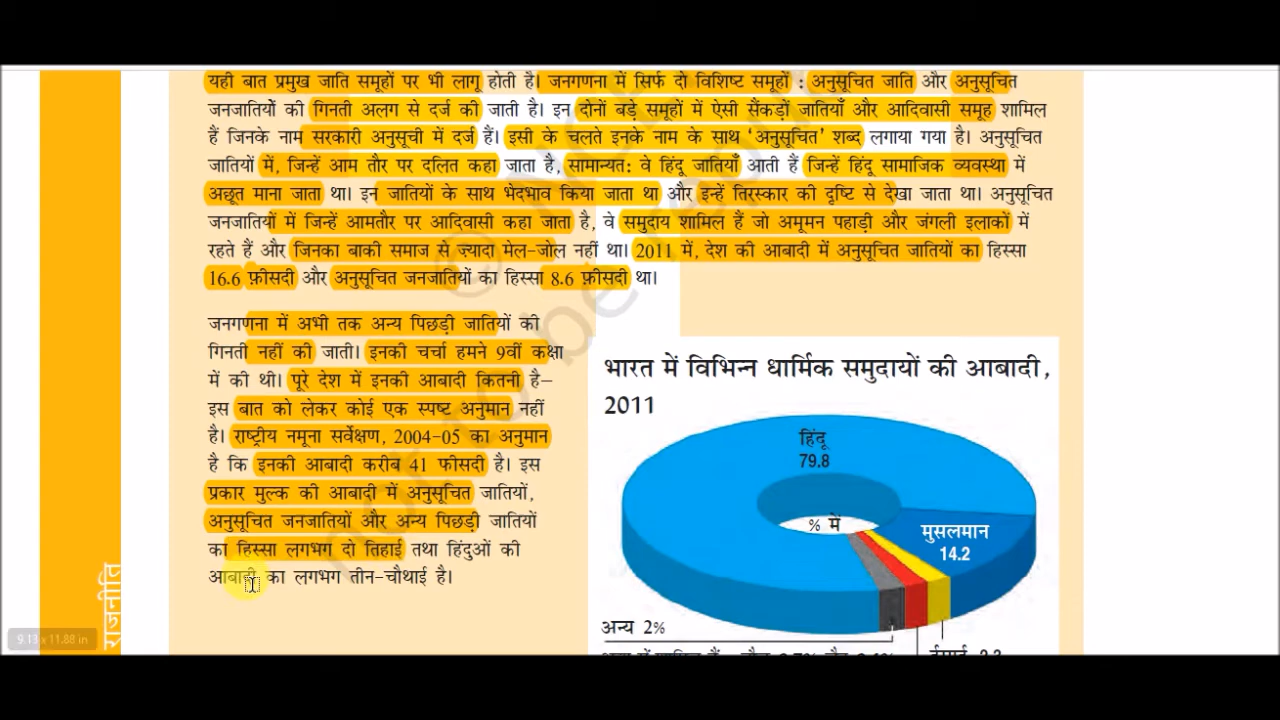 यही बात प्रमुख जाति समूहों पर भी लागू होती है। जनगणना में सिर्फ दो विशिष्ट समूहों : अनुसूचित जाति और अनुसूचित
जनजातियों की गिनती अलग से दर्ज की जाती है। इन दोनों बड़े समूहों में ऐसी सैंकड़ों जातियाँ और आदिवासी समूह शामिल
हैं जिनके नाम सरकारी अनुसूची में दर्ज हैं। इसी के चलते इनके नाम के साथ ‘अनुसूचित’ शब्द लगाया गया है। अनुसूचित
जातियों में, जिन्हें आम तौर पर दलित कहा जाता है, सामान्यत: वे हिंदू जातियाँ आती हैं जिन्हें हिंदू सामाजिक व्यवस्था में
अछूत माना जाता था। इन जातियों के साथ भेदभाव किया जाता था और इन्हें तिरस्कार की दृष्टि से देखा जाता था। अनुसूचित
जनजातियों में जिन्हें आमतौर पर आदिवासी कहा जाता है, वे समुदाय शामिल हैं जो अमूमन पहाड़ी और जंगली इलाकों में
रहते हैं और जिनका बाकी समाज से ज़्यादा मेल-जोल नहीं था। 2011 में, देश की आबादी में अनुसूचित जातियों का हिस्सा
16.6 फ़ीसदी और अनुसूचित जनजातियों का हिस्सा 8.6 फ़ीसदी था।
जनगणना में अभी तक अन्य पिछड़ी जातियों की
गिनती नहीं की जाती। इनकी चर्चा हमने 9वीं कक्षा
में की थी। पूरे देश में इनकी आबादी कितनी है–
इस बात को लेकर कोई एक स्पष्ट अनुमान नहीं
है। राष्ट्रीय नमूना सर्वेक्षण, 2004-05 का अनुमान
है कि इनकी आबादी करीब 41 फीसदी है। इस
प्रकार मुल्क की आबादी में अनुसूचित जातियों,
अनुसूचित जनजातियों और अन्य पिछड़ी जातियों
का हिस्सा लगभग दो तिहाई तथा हिंदुओं की
आबादी का लगभग तीन-चौथाई है।
भारत में विभिन्न धार्मिक समुदायों की आबादी,
2011
हिंदू
79.8
% में
मुसलमान
14.2
अन्य 2%
राजनीति
9.13 x 11.88 in